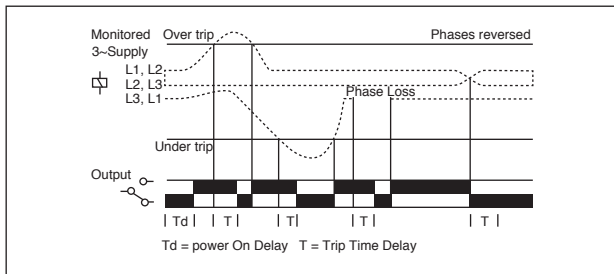 Monitored Over trip Phases reversed
3~Supply
L1, L2
L2, L3
L3, L1 Phase Loss
Under trip
Output
Td T T T T
Td = power On Delay T = Trip Time Delay